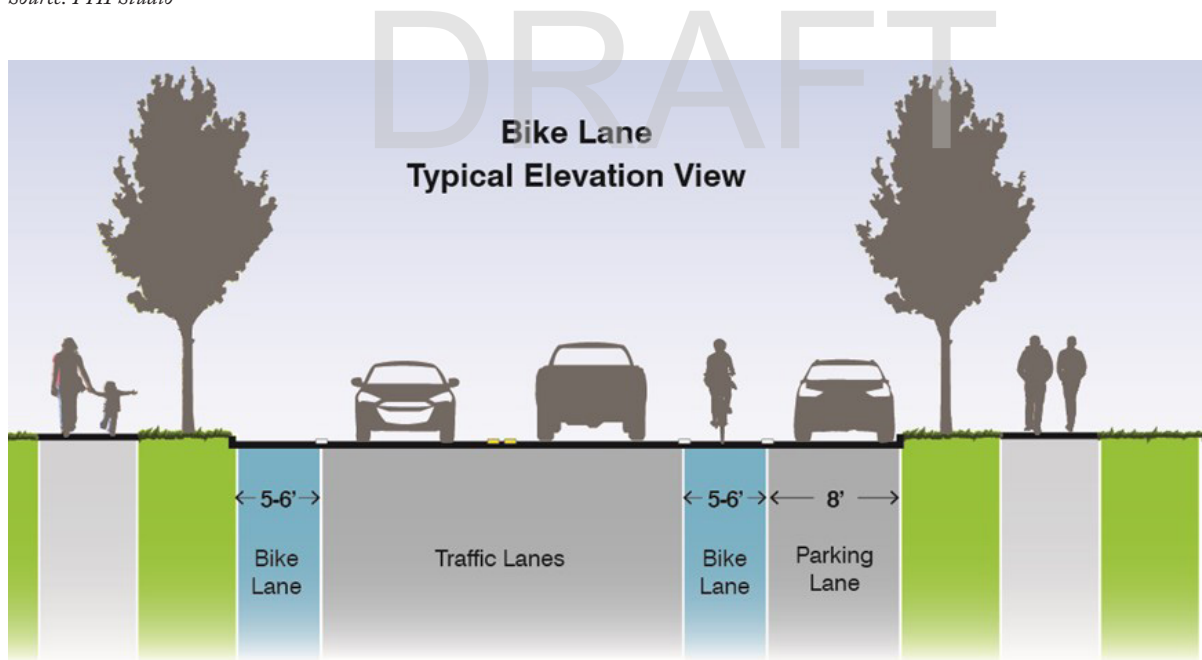 DRAFT
Bike Lane
Typical Elevation View
5-6’
5-6’
8’
Bike
Lane
Traffic Lanes
Bike
Lane
Parking
Lane